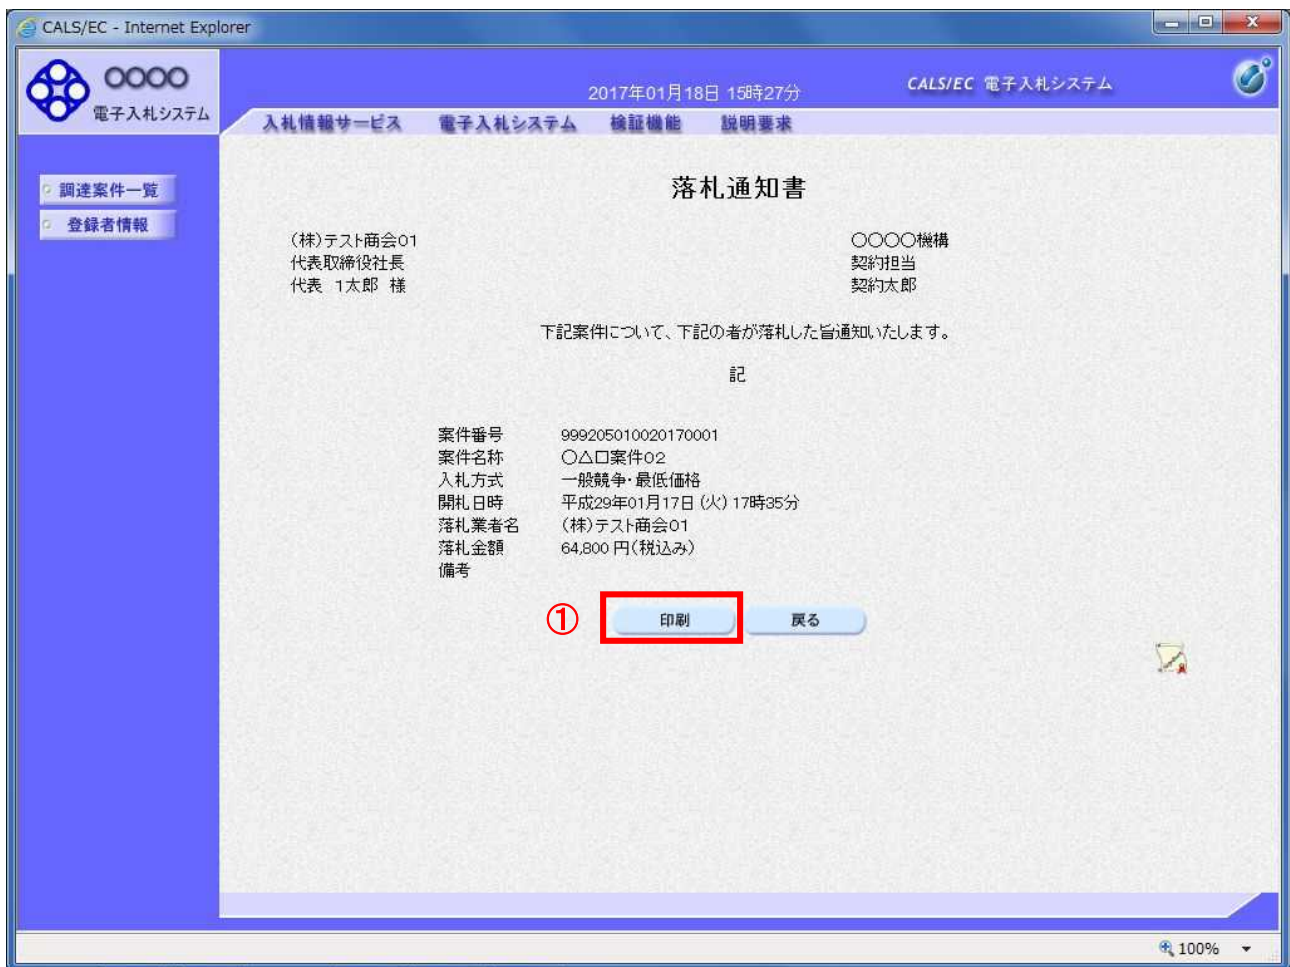 CALS/EC - Internet Explorer
○○○○
電子入札システム
2017年01月18日 15時27分
CALS/EC 電子入札システム
入札情報サービス 電子入札システム 検証機能 説明要求
調達案件一覧
登録者情報
落札通知書
(株)テスト商会01
代表取締役社長
代表 1太郎 様
○○○○機構
契約担当
契約太郎
下記案件について、下記の者が落札した旨通知いたします。
記
案件番号 999205010020170001
案件名称 ○△□案件02
入札方式 一般競争・最低価格
開札日時 平成29年01月17日(火)17時35分
落札業者名 (株)テスト商会01
落札金額 64,800 円(税込み)
備考
① 印刷 戻る
100%